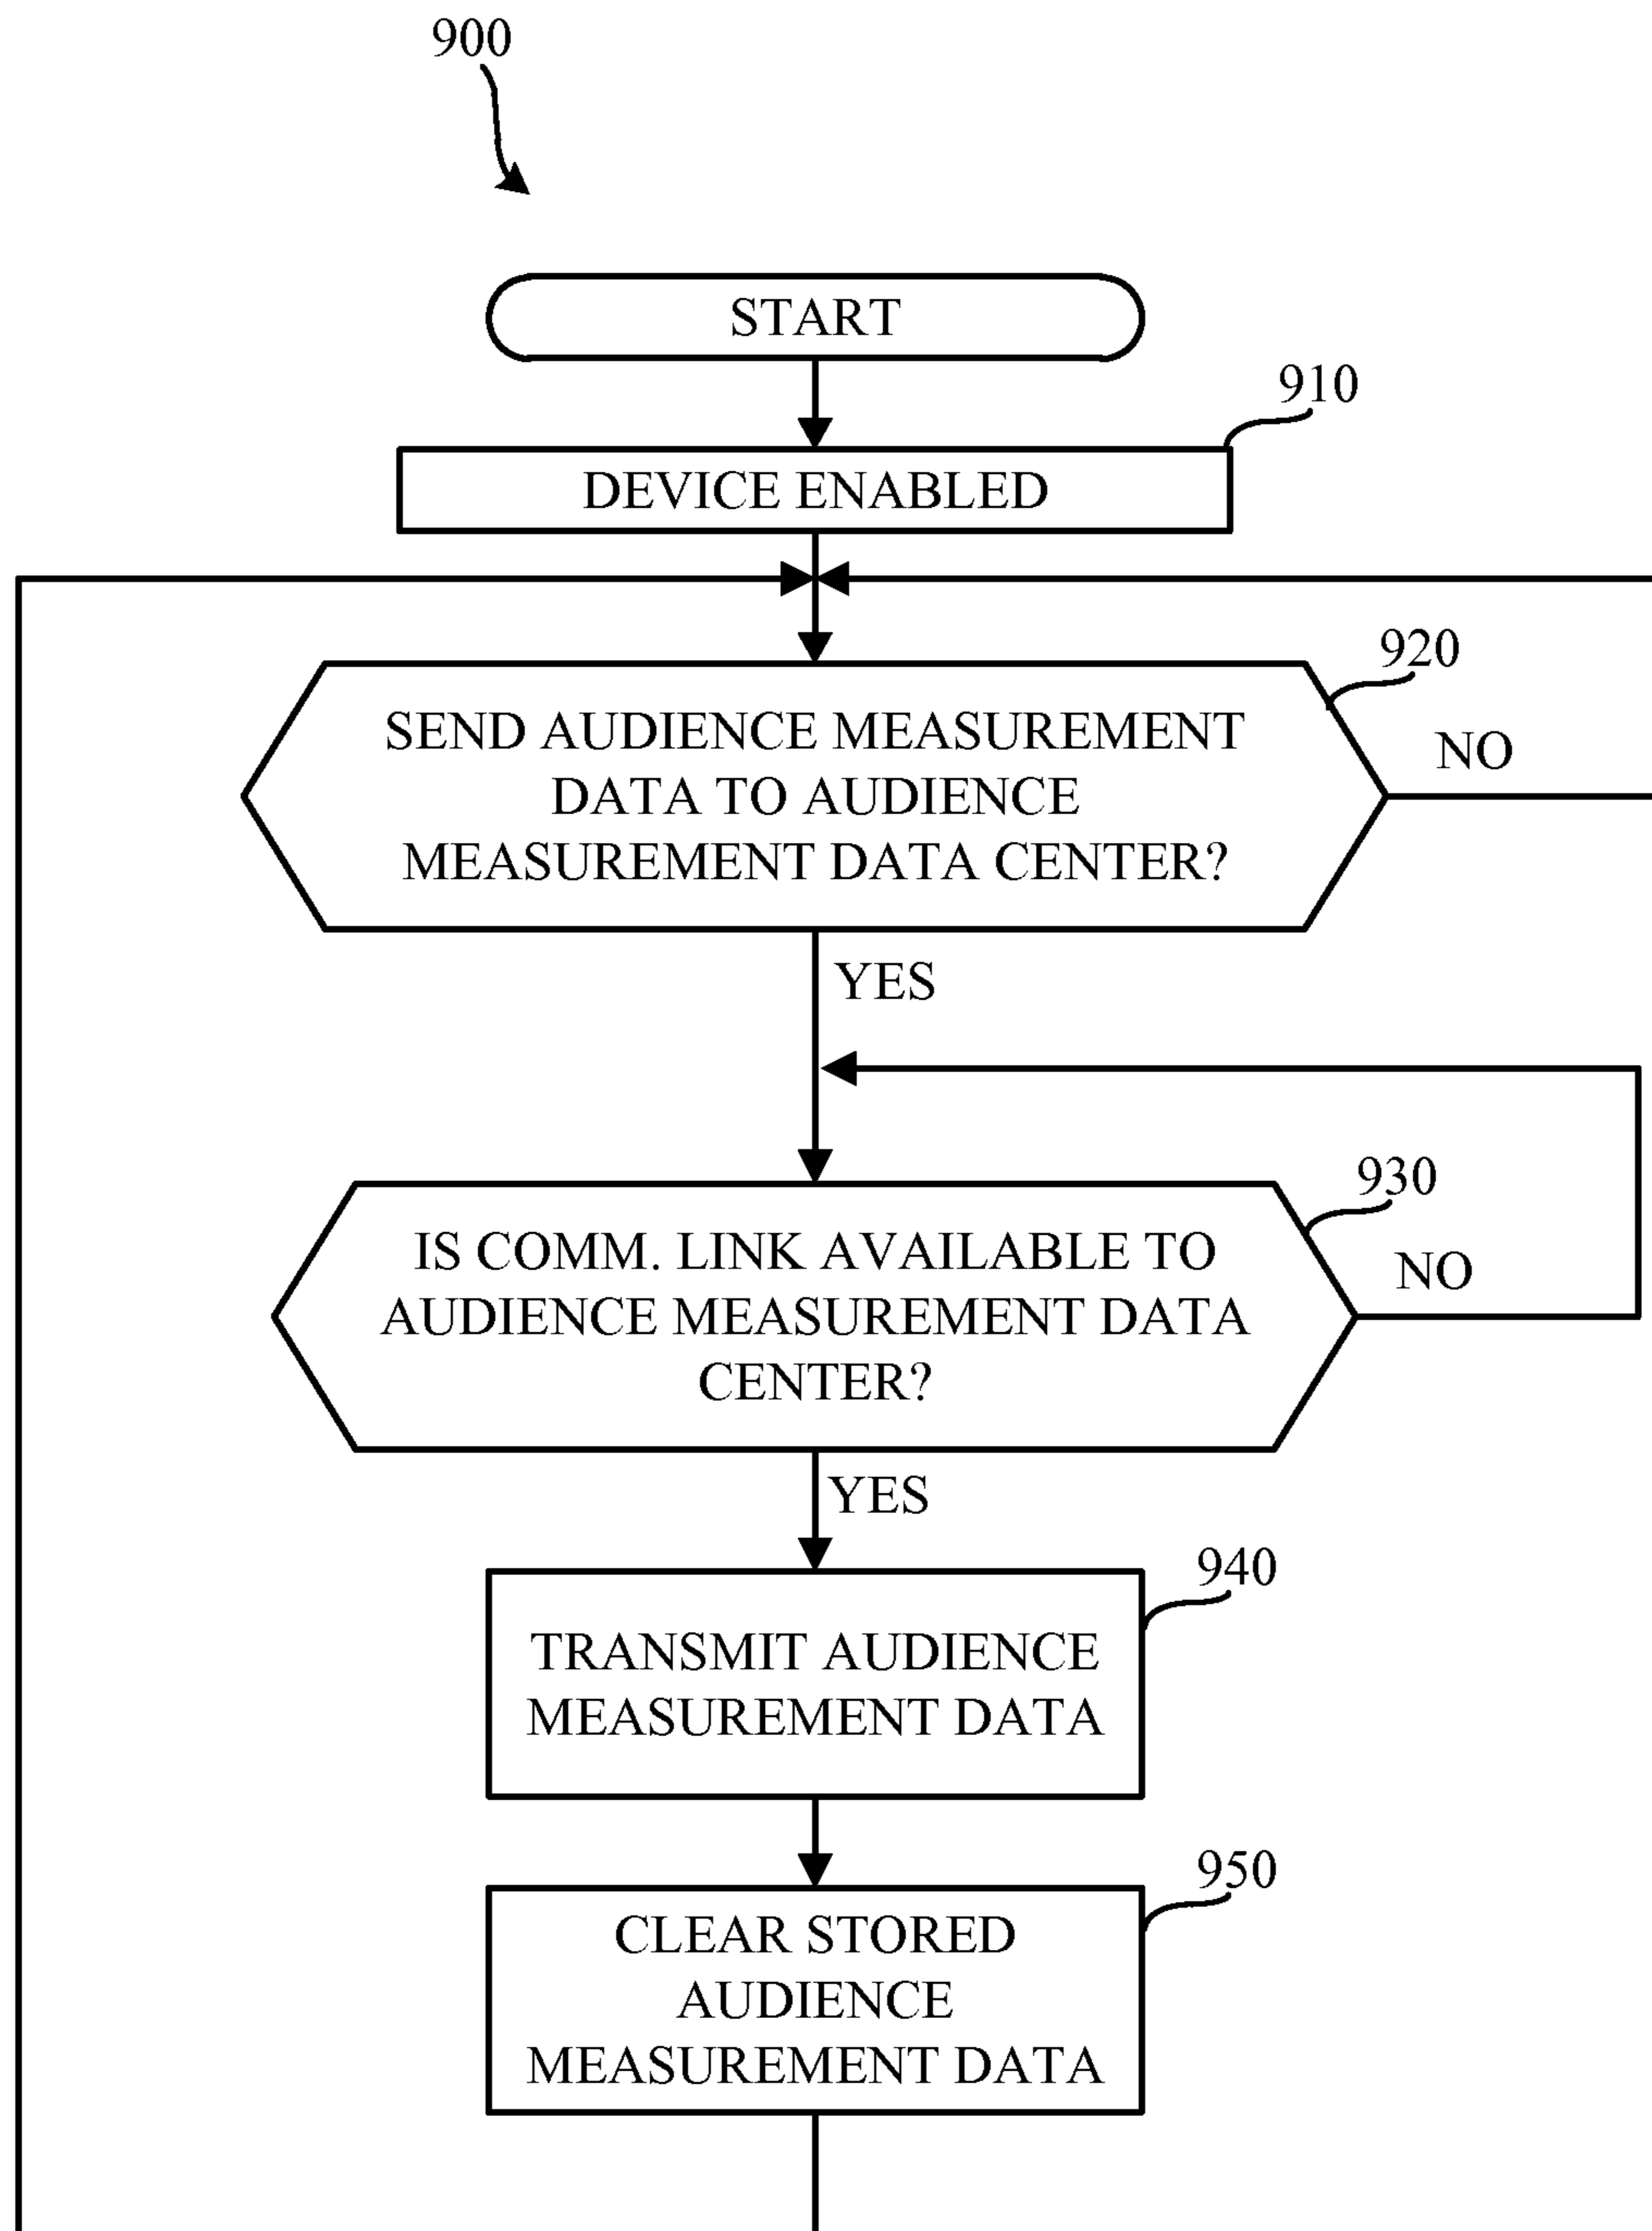 900
START
910
DEVICE ENABLED
920
SEND AUDIENCE MEASUREMENT
DATA TO AUDIENCE
MEASUREMENT DATA CENTER?
NO
YES
930
IS COMM. LINK AVAILABLE TO
AUDIENCE MEASUREMENT DATA
CENTER?
NO
YES
940
TRANSMIT AUDIENCE
MEASUREMENT DATA
950
CLEAR STORED
AUDIENCE
MEASUREMENT DATA